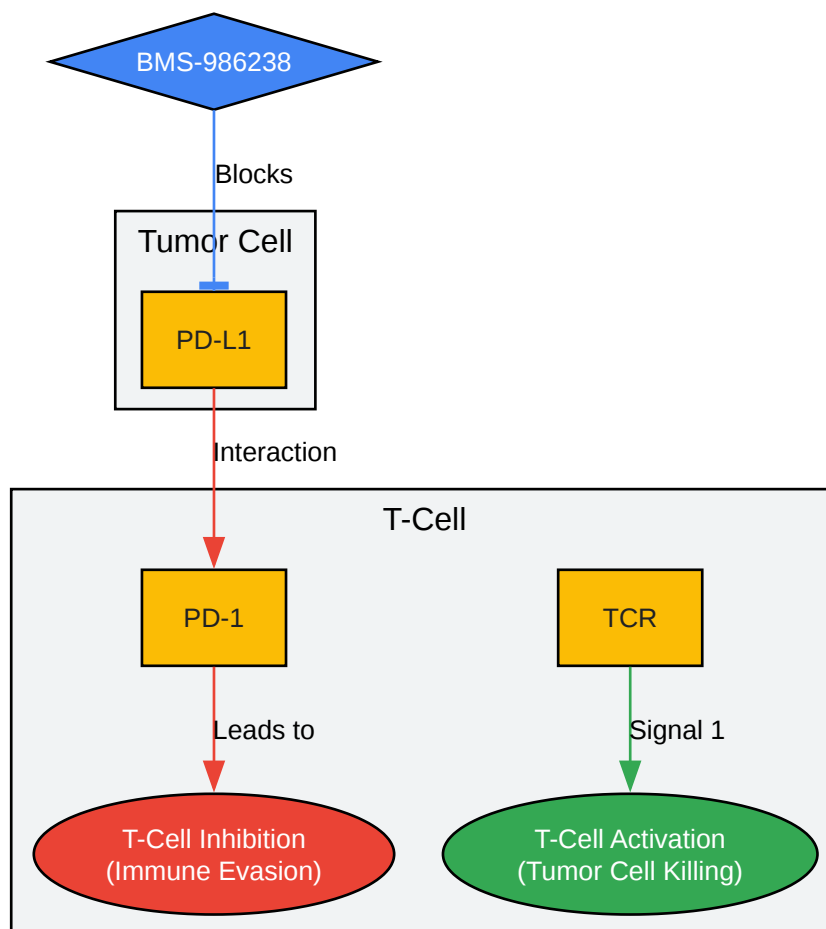 BMS-986238
Blocks
Tumor Cell
PD-L1
Interaction
T-Cell
PD-1
TCR
Leads to
Signal 1
T-Cell Inhibition
(Immune Evasion)
T-Cell Activation
(Tumor Cell Killing)